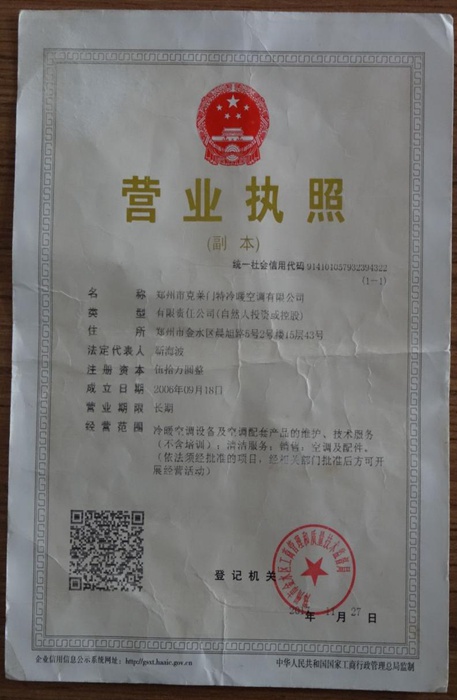 营业执照
(副本)
统一社会信用代码 914101057932394322
(1-1)
名称 郑州市克莱门特冷暖空调有限公司
类型 有限责任公司(自然人投资或控股)
住所 郑州市金水区晨旭路5号2号楼15层43号
法定代表人 靳海波
注册资本 伍拾万圆整
成立日期 2006年09月18日
营业期限 长期
经营范围 冷暖空调设备及空调配套产品的维护、技术服务
(不含培训);清洁服务;销售:空调及配件。
(依法须经批准的项目,经相关部门批准后方可开
展经营活动)
登记机关
年 11月 27日
企业信用信息公示系统网址:http://gsxt.haaic.gov.cn
中华人民共和国国家工商行政管理总局监制